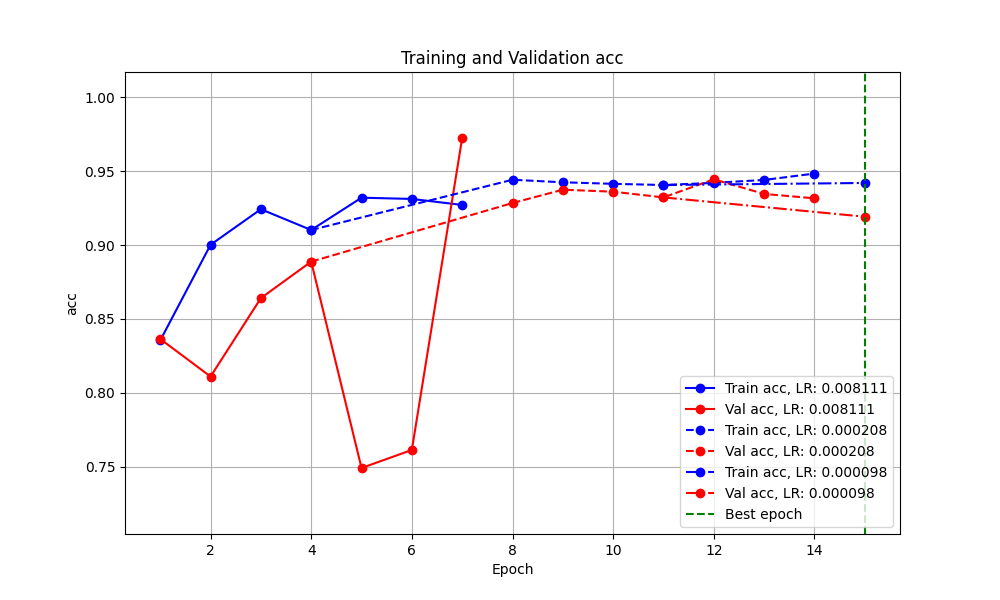 Training and Validation acc
1.00
0.95
0.90
0.85
0.80
0.75
acc
Train acc, LR: 0.008111
Val acc, LR: 0.008111
Train acc, LR: 0.000208
Val acc, LR: 0.000208
Train acc, LR: 0.000098
Val acc, LR: 0.000098
Best epoch
2 4 6 8 10 12 14
Epoch